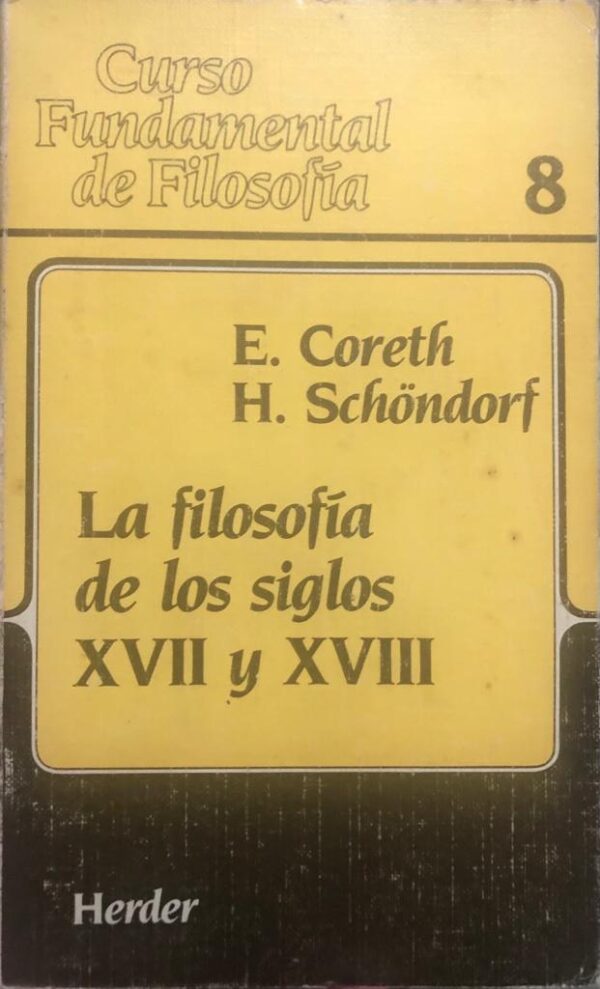 Curso
Fundamental
de Filosofía
8
E. Coreth
H. Schöndorf
La filosofía
de los siglos
XVII y XVIII
Herder